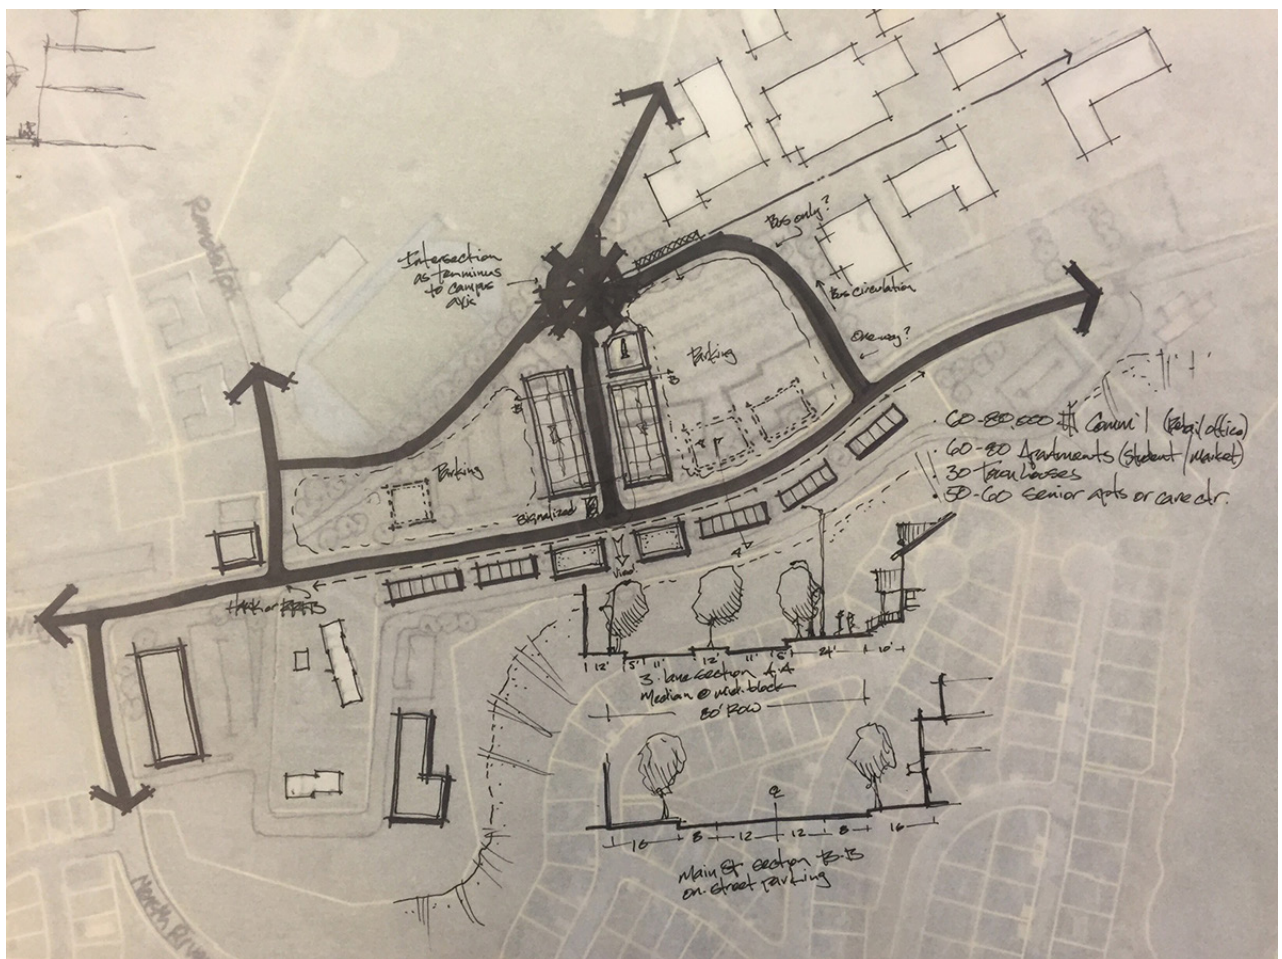 Intersection
as terminus
to campus
axis
Bus only?
Bus circulation
One way?
Parking
Parking
Signalized
View
P
B
A
60-80,000 Comm'l (Retail/office)
60-80 Apartments (Student/Market)
30 Townhouses
50-60 senior apts or care ctr.
12' 5' 11' 12' 11' 5' 24' 10'
3-lane section A-A
Median @ mid-block
80' ROW
16 8 12 12 8 16
Main St section B-B
on-street parking
North